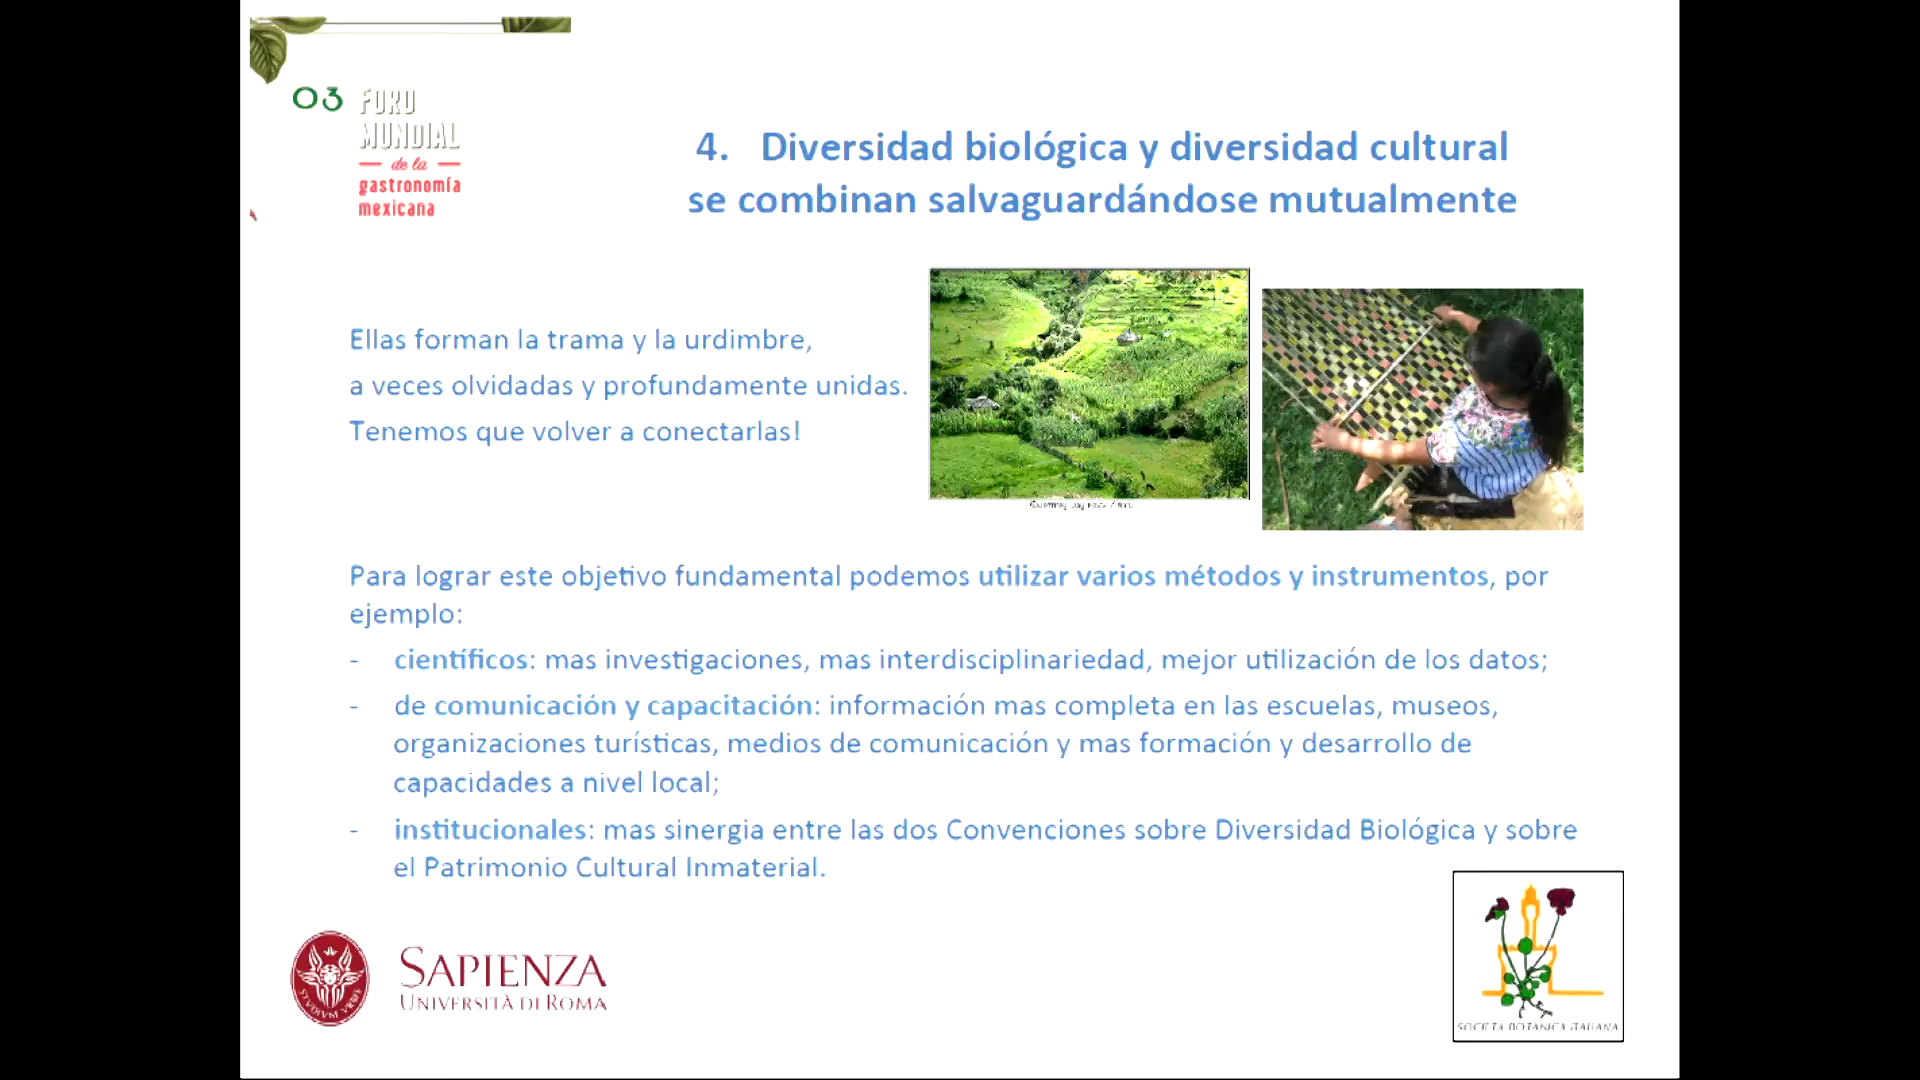 03 FORO
MUNDIAL
de la
gastronomía
mexicana
4. Diversidad biológica y diversidad cultural
se combinan salvaguardándose mutualmente
Ellas forman la trama y la urdimbre,
a veces olvidadas y profundamente unidas.
Tenemos que volver a conectarlas!
Para lograr este objetivo fundamental podemos utilizar varios métodos y instrumentos, por
ejemplo:
- científicos: mas investigaciones, mas interdisciplinariedad, mejor utilización de los datos;
- de comunicación y capacitación: información mas completa en las escuelas, museos,
organizaciones turísticas, medios de comunicación y mas formación y desarrollo de
capacidades a nivel local;
- institucionales: mas sinergia entre las dos Convenciones sobre Diversidad Biológica y sobre
el Patrimonio Cultural Inmaterial.
SAPIENZA
UNIVERSITÀ DI ROMA
STVDIVM VRBIS
SOCIETA BOTANICA ITALIANA